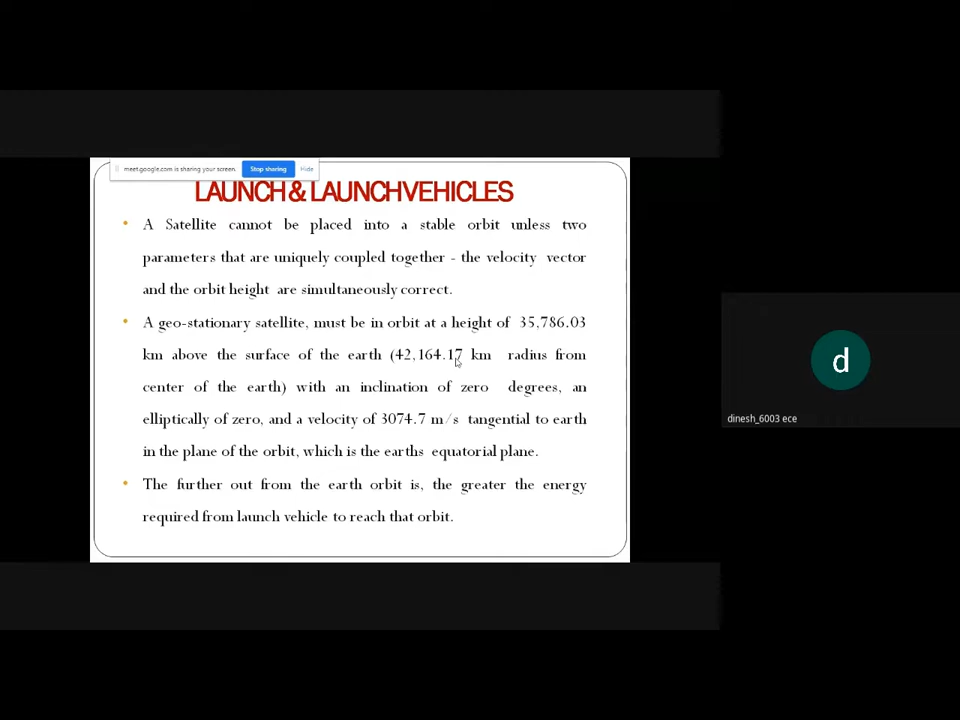 meet.google.com is sharing your screen.
Stop sharing
Hide
LAUNCH & LAUNCH VEHICLES
• A Satellite cannot be placed into a stable orbit unless two
parameters that are uniquely coupled together - the velocity vector
and the orbit height are simultaneously correct.
• A geo-stationary satellite, must be in orbit at a height of 35,786.03
km above the surface of the earth (42,164.17 km radius from
center of the earth) with an inclination of zero degrees, an
elliptically of zero, and a velocity of 3074.7 m/s tangential to earth
in the plane of the orbit, which is the earths equatorial plane.
• The further out from the earth orbit is, the greater the energy
required from launch vehicle to reach that orbit.
d
dinesh_6003 ece